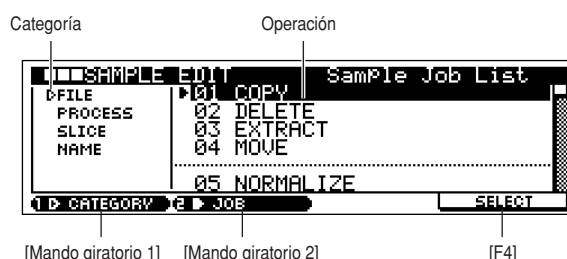 Categoría Operación
SAMPLE EDIT SamPle Job List
FILE 01 COPY
PROCESS 02 DELETE
SLICE 03 EXTRACT
NAME 04 MOVE
05 NORMALIZE
1 CATEGORY 2 JOB SELECT
[Mando giratorio 1] [Mando giratorio 2] [F4]